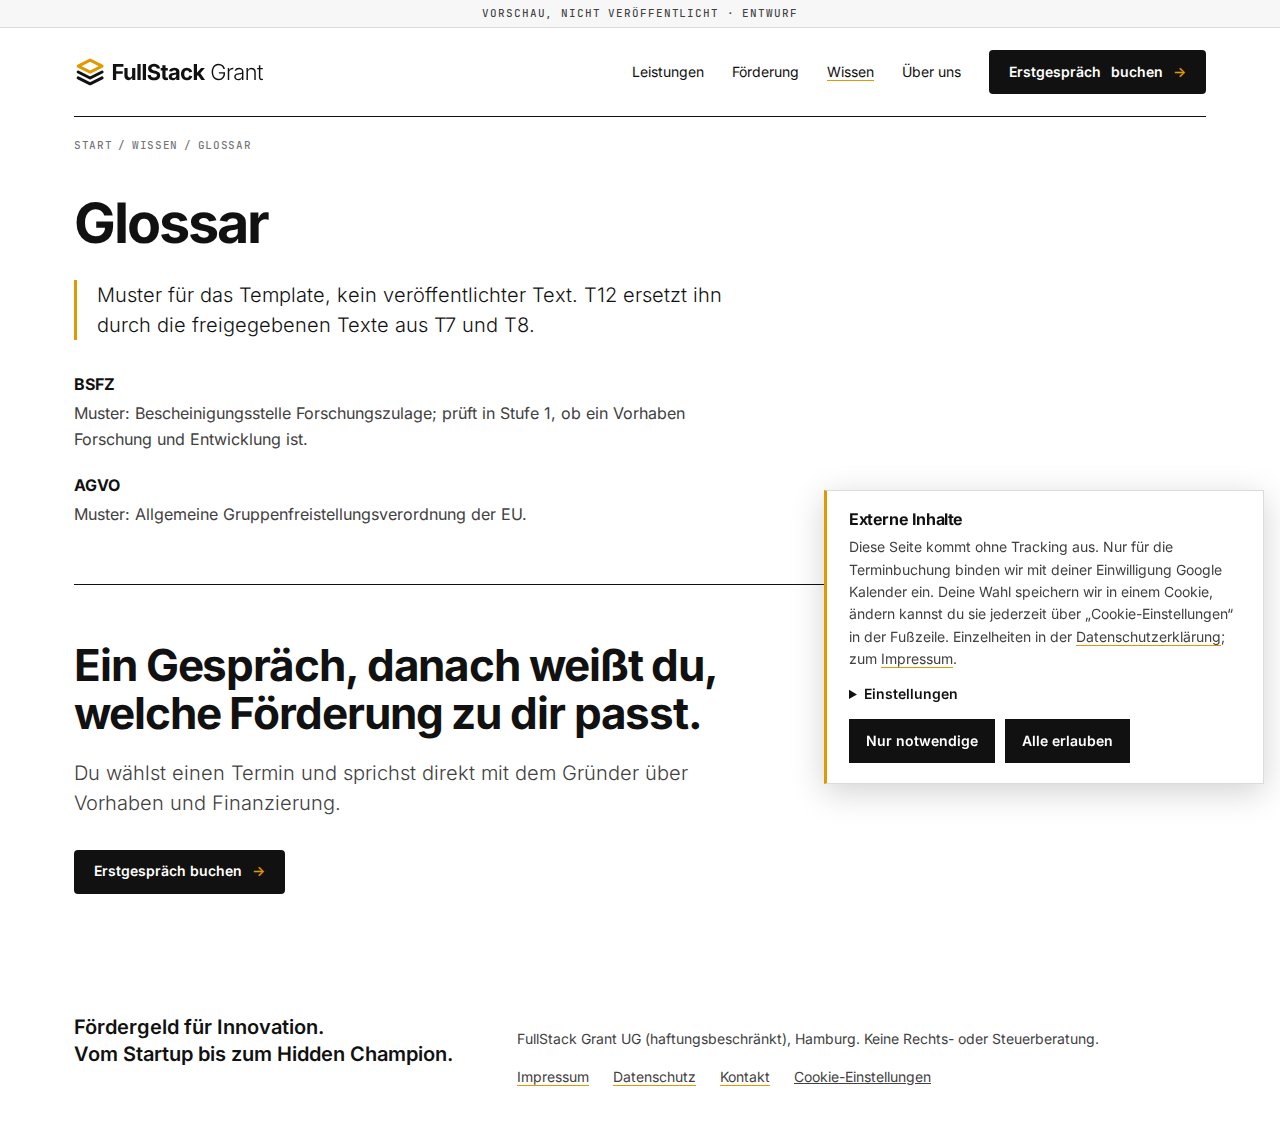 VORSCHAU, NICHT VERÖFFENTLICHT · ENTWURF
FullStack Grant
Leistungen
Förderung
Wissen
Über uns
Erstgespräch buchen →
START / WISSEN / GLOSSAR
Glossar
Muster für das Template, kein veröffentlichter Text. T12 ersetzt ihn
durch die freigegebenen Texte aus T7 und T8.
BSFZ
Muster: Bescheinigungsstelle Forschungszulage; prüft in Stufe 1, ob ein Vorhaben
Forschung und Entwicklung ist.
AGVO
Muster: Allgemeine Gruppenfreistellungsverordnung der EU.
Externe Inhalte
Diese Seite kommt ohne Tracking aus. Nur für die
Terminbuchung binden wir mit deiner Einwilligung Google
Kalender ein. Deine Wahl speichern wir in einem Cookie,
ändern kannst du sie jederzeit über „Cookie-Einstellungen“
in der Fußzeile. Einzelheiten in der Datenschutzerklärung;
zum Impressum.
▶ Einstellungen
Nur notwendige
Alle erlauben
Ein Gespräch, danach weißt du,
welche Förderung zu dir passt.
Du wählst einen Termin und sprichst direkt mit dem Gründer über
Vorhaben und Finanzierung.
Erstgespräch buchen →
Fördergeld für Innovation.
Vom Startup bis zum Hidden Champion.
FullStack Grant UG (haftungsbeschränkt), Hamburg. Keine Rechts- oder Steuerberatung.
Impressum
Datenschutz
Kontakt
Cookie-Einstellungen